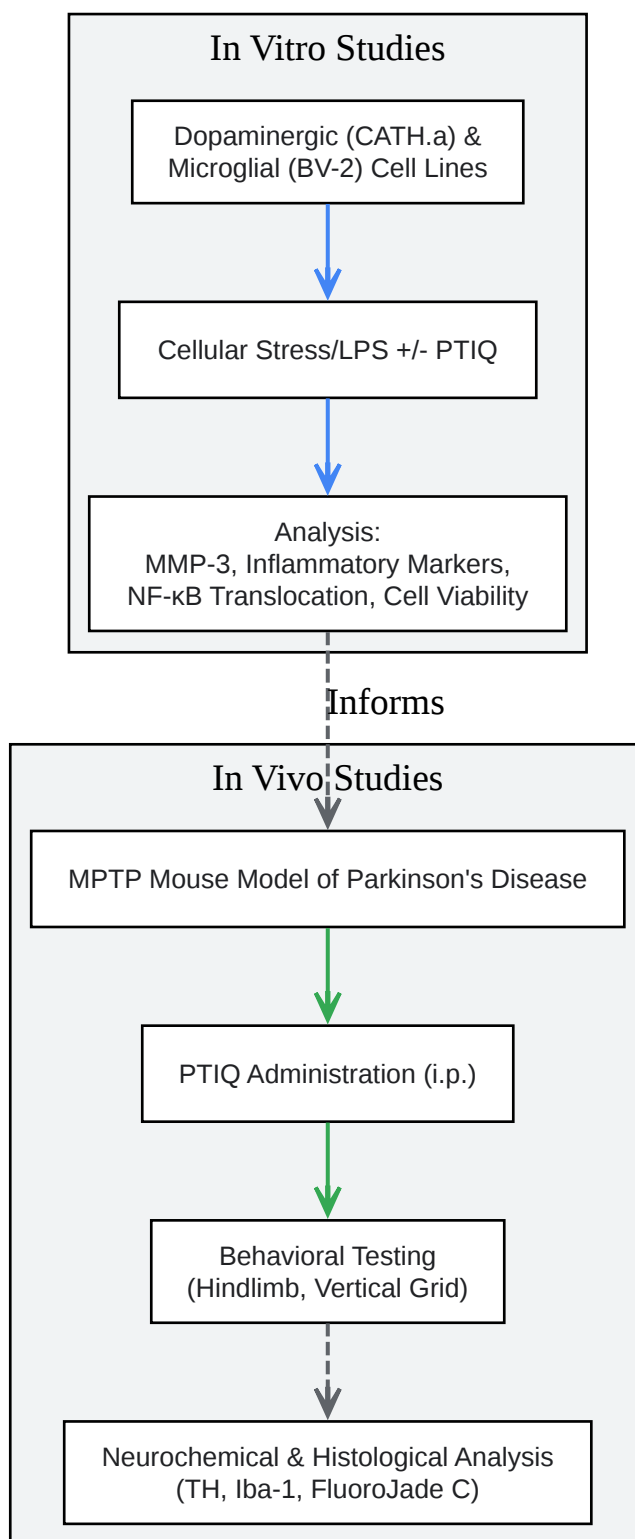 In Vitro Studies
Dopaminergic (CATH.a) &
Microglial (BV-2) Cell Lines
Cellular Stress/LPS +/- PTIQ
Analysis:
MMP-3, Inflammatory Markers,
NF-κB Translocation, Cell Viability
Informs
In Vivo Studies
MPTP Mouse Model of Parkinson's Disease
PTIQ Administration (i.p.)
Behavioral Testing
(Hindlimb, Vertical Grid)
Neurochemical & Histological Analysis
(TH, Iba-1, FluoroJade C)